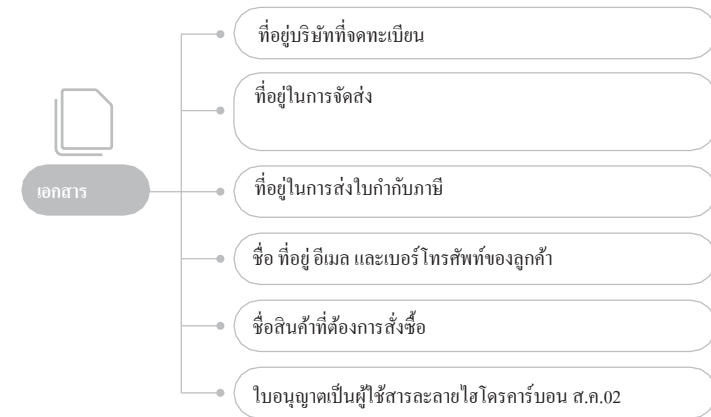 ที่อยู่บริษัทที่จดทะเบียน
ที่อยู่ในการจัดส่ง
เอกสาร
ที่อยู่ในการส่งใบกำกับภาษี
ชื่อ ที่อยู่ อีเมล และเบอร์โทรศัพท์ของลูกค้า
ชื่อสินค้าที่ต้องการสั่งซื้อ
ใบอนุญาตเป็นผู้ใช้สารละลายไฮโดรคาร์บอน ส.ค.02